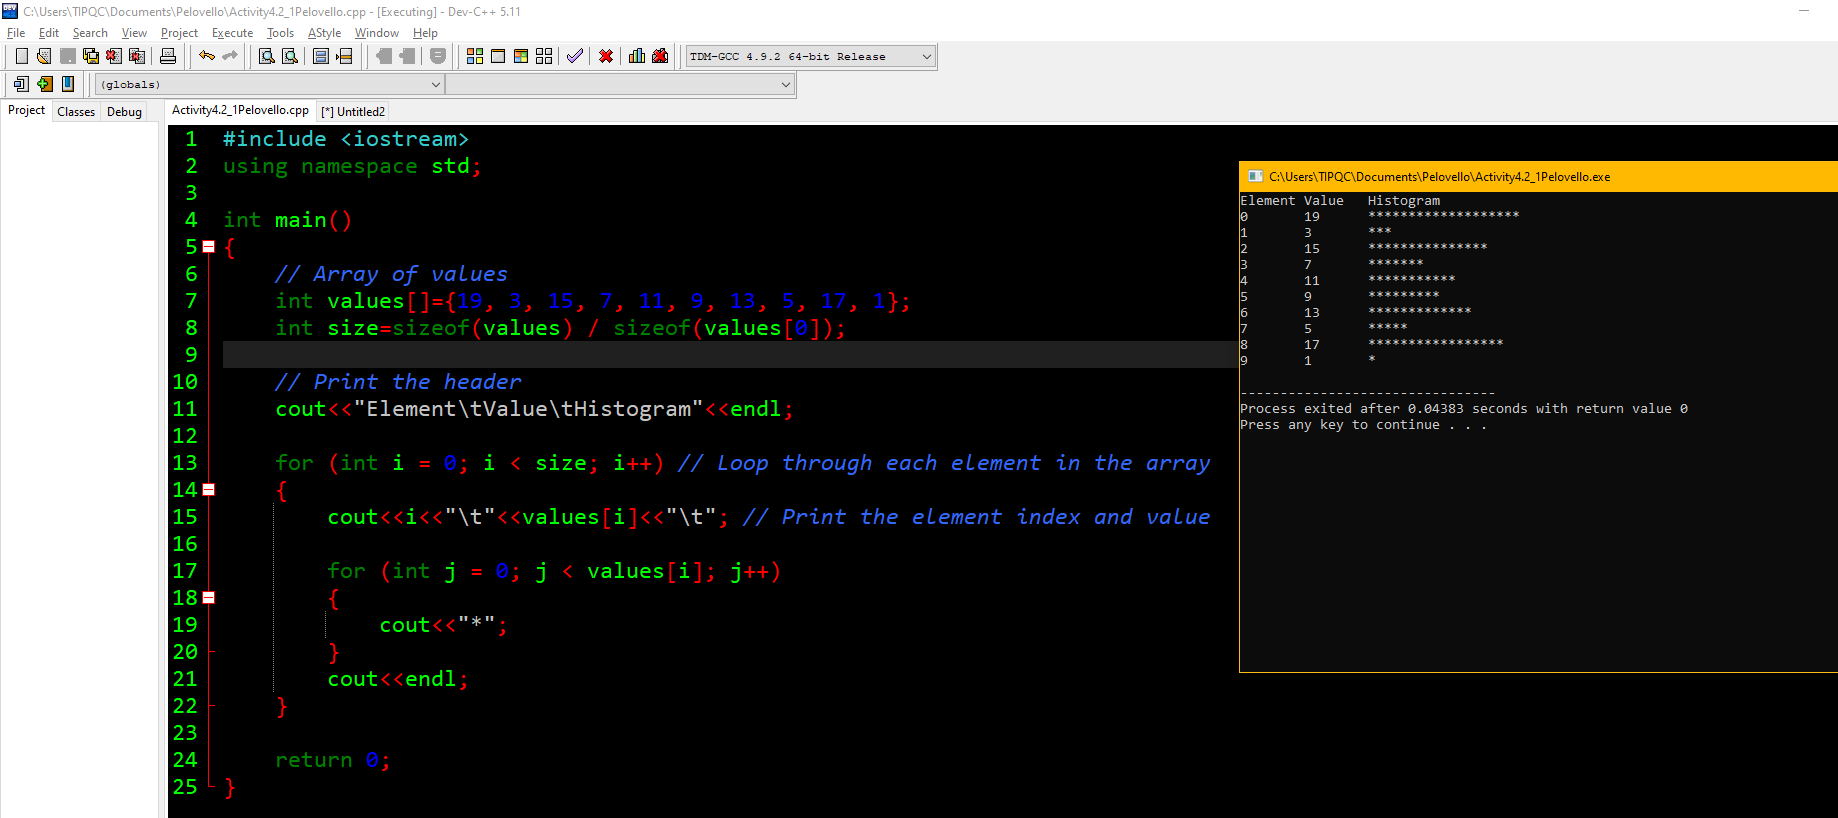 C:\Users\TIPQC\Documents\Pelovello\Activity4.2_1Pelovello.cpp - [Executing] - Dev-C++ 5.11
File Edit Search View Project Execute Tools AStyle Window Help
TDM-GCC 4.9.2 64-bit Release
(globals)
Project Classes Debug
Activity4.2_1Pelovello.cpp [*] Untitled2
1 #include <iostream>
2 using namespace std;
3
4 int main()
5 {
6 // Array of values
7 int values[]={19, 3, 15, 7, 11, 9, 13, 5, 17, 1};
8 int size=sizeof(values) / sizeof(values[0]);
9
10 // Print the header
11 cout<<"Element\tValue\tHistogram"<<endl;
12
13 for (int i = 0; i < size; i++) // Loop through each element in the array
14 {
15 cout<<i<<"\t"<<values[i]<<"\t"; // Print the element index and value
16
17 for (int j = 0; j < values[i]; j++)
18 {
19 cout<<"*";
20 }
21 cout<<endl;
22 }
23
24 return 0;
25 }
C:\Users\TIPQC\Documents\Pelovello\Activity4.2_1Pelovello.exe
Element Value Histogram
0 19 *******************
1 3 ***
2 15 ***************
3 7 *******
4 11 ***********
5 9 *********
6 13 *************
7 5 *****
8 17 *****************
9 1 *
--------------------------------
Process exited after 0.04383 seconds with return value 0
Press any key to continue . . .